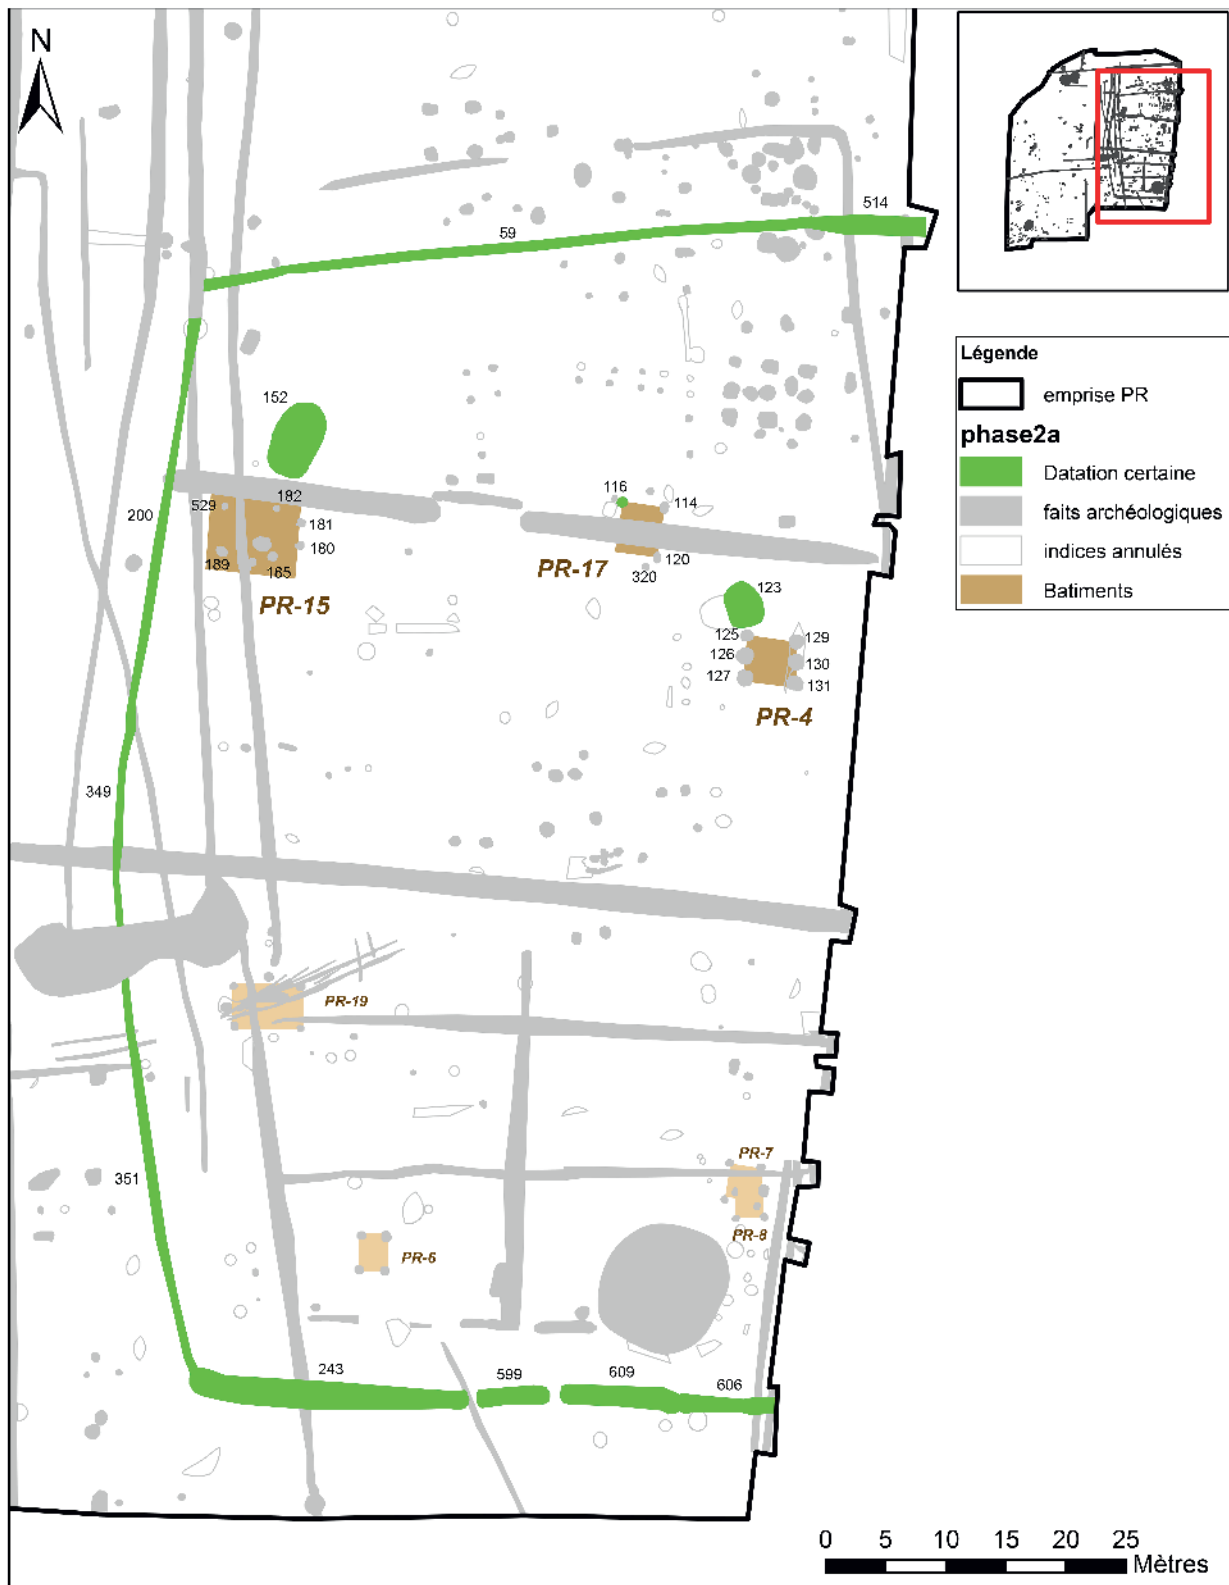 N
514
59
152
182
529
181
200
180
189
165
PR-15
116
114
PR-17
120
320
123
125
129
126
130
127
131
PR-4
349
PR-19
351
PR-7
PR-8
PR-6
243
599
609
606
Légende
emprise PR
phase2a
Datation certaine
faits archéologiques
indices annulés
Batiments
0 5 10 15 20 25
Mètres